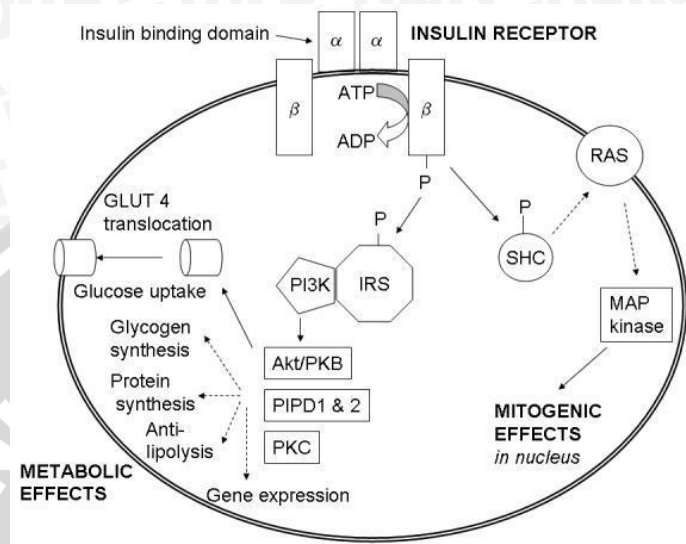 Insulin binding domain
α α
INSULIN RECEPTOR
β
ATP
ADP
β
P
RAS
GLUT 4
translocation
P
P
SHC
PI3K
IRS
Glucose uptake
MAP
kinase
Glycogen
synthesis
Akt/PKB
Protein
synthesis
PIPD1 & 2
Anti-
lipolysis
PKC
MITOGENIC
EFFECTS
in nucleus
METABOLIC
EFFECTS
Gene expression